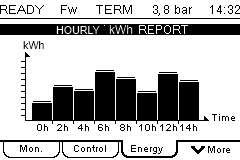 READY Fw TERM 3,8 bar 14:32
HOURLY kWh REPORT
kWh
Time
0h 2h 4h 6h 8h 10h 12h 14h
Mon. Control Energy More